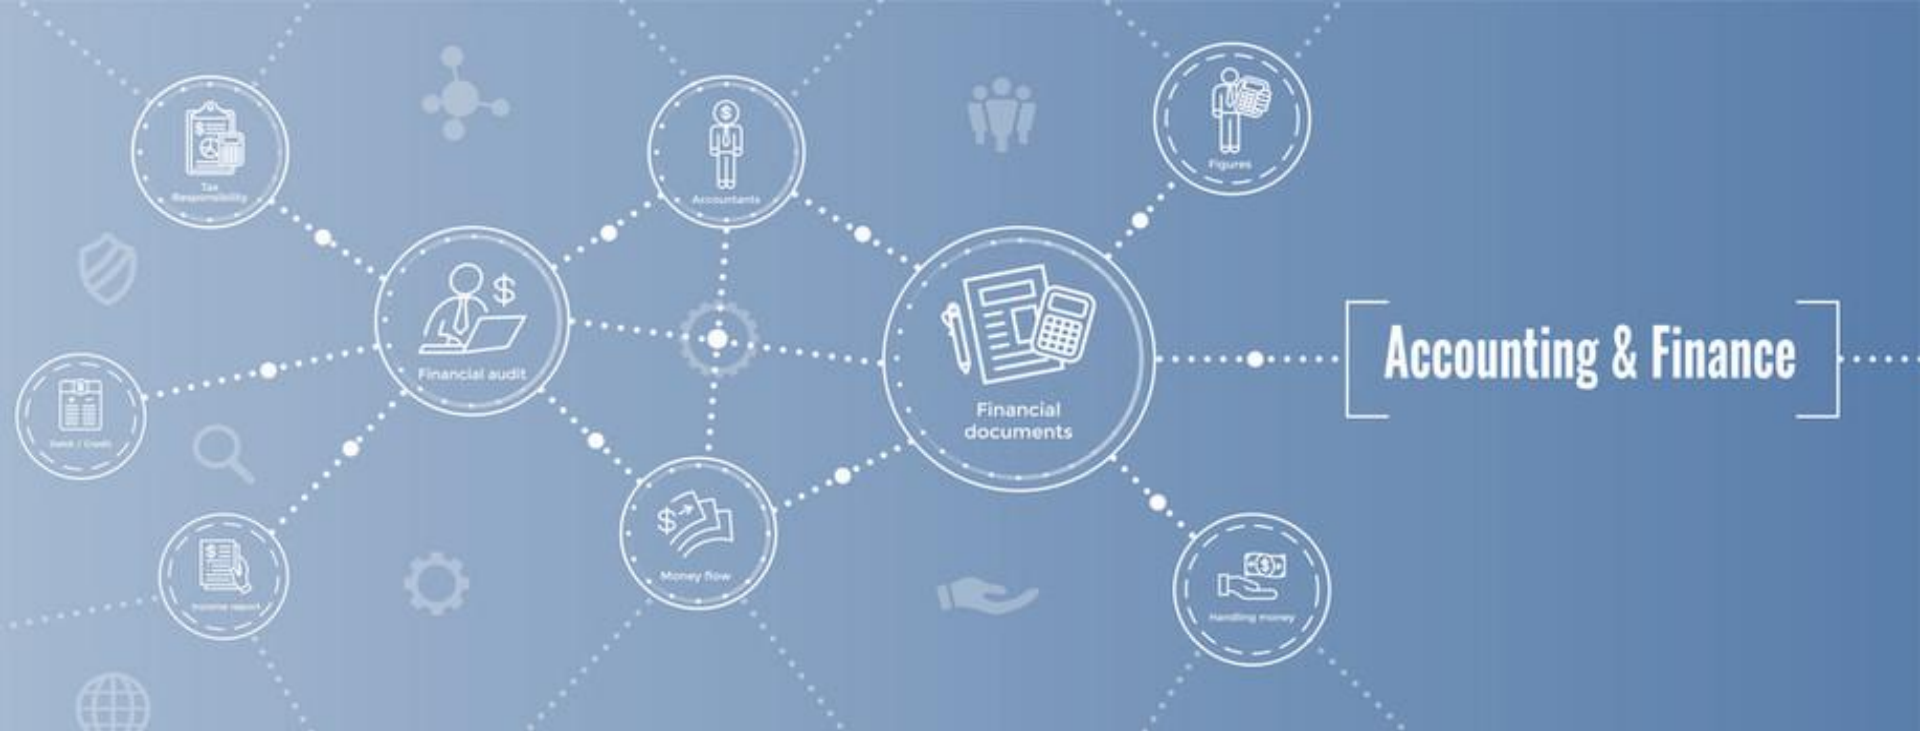 Figures
Tax
Responsibility
Accountants
Financial audit
Accounting & Finance
Financial
documents
Debit / Credit
Money flow
Income report
Handling money